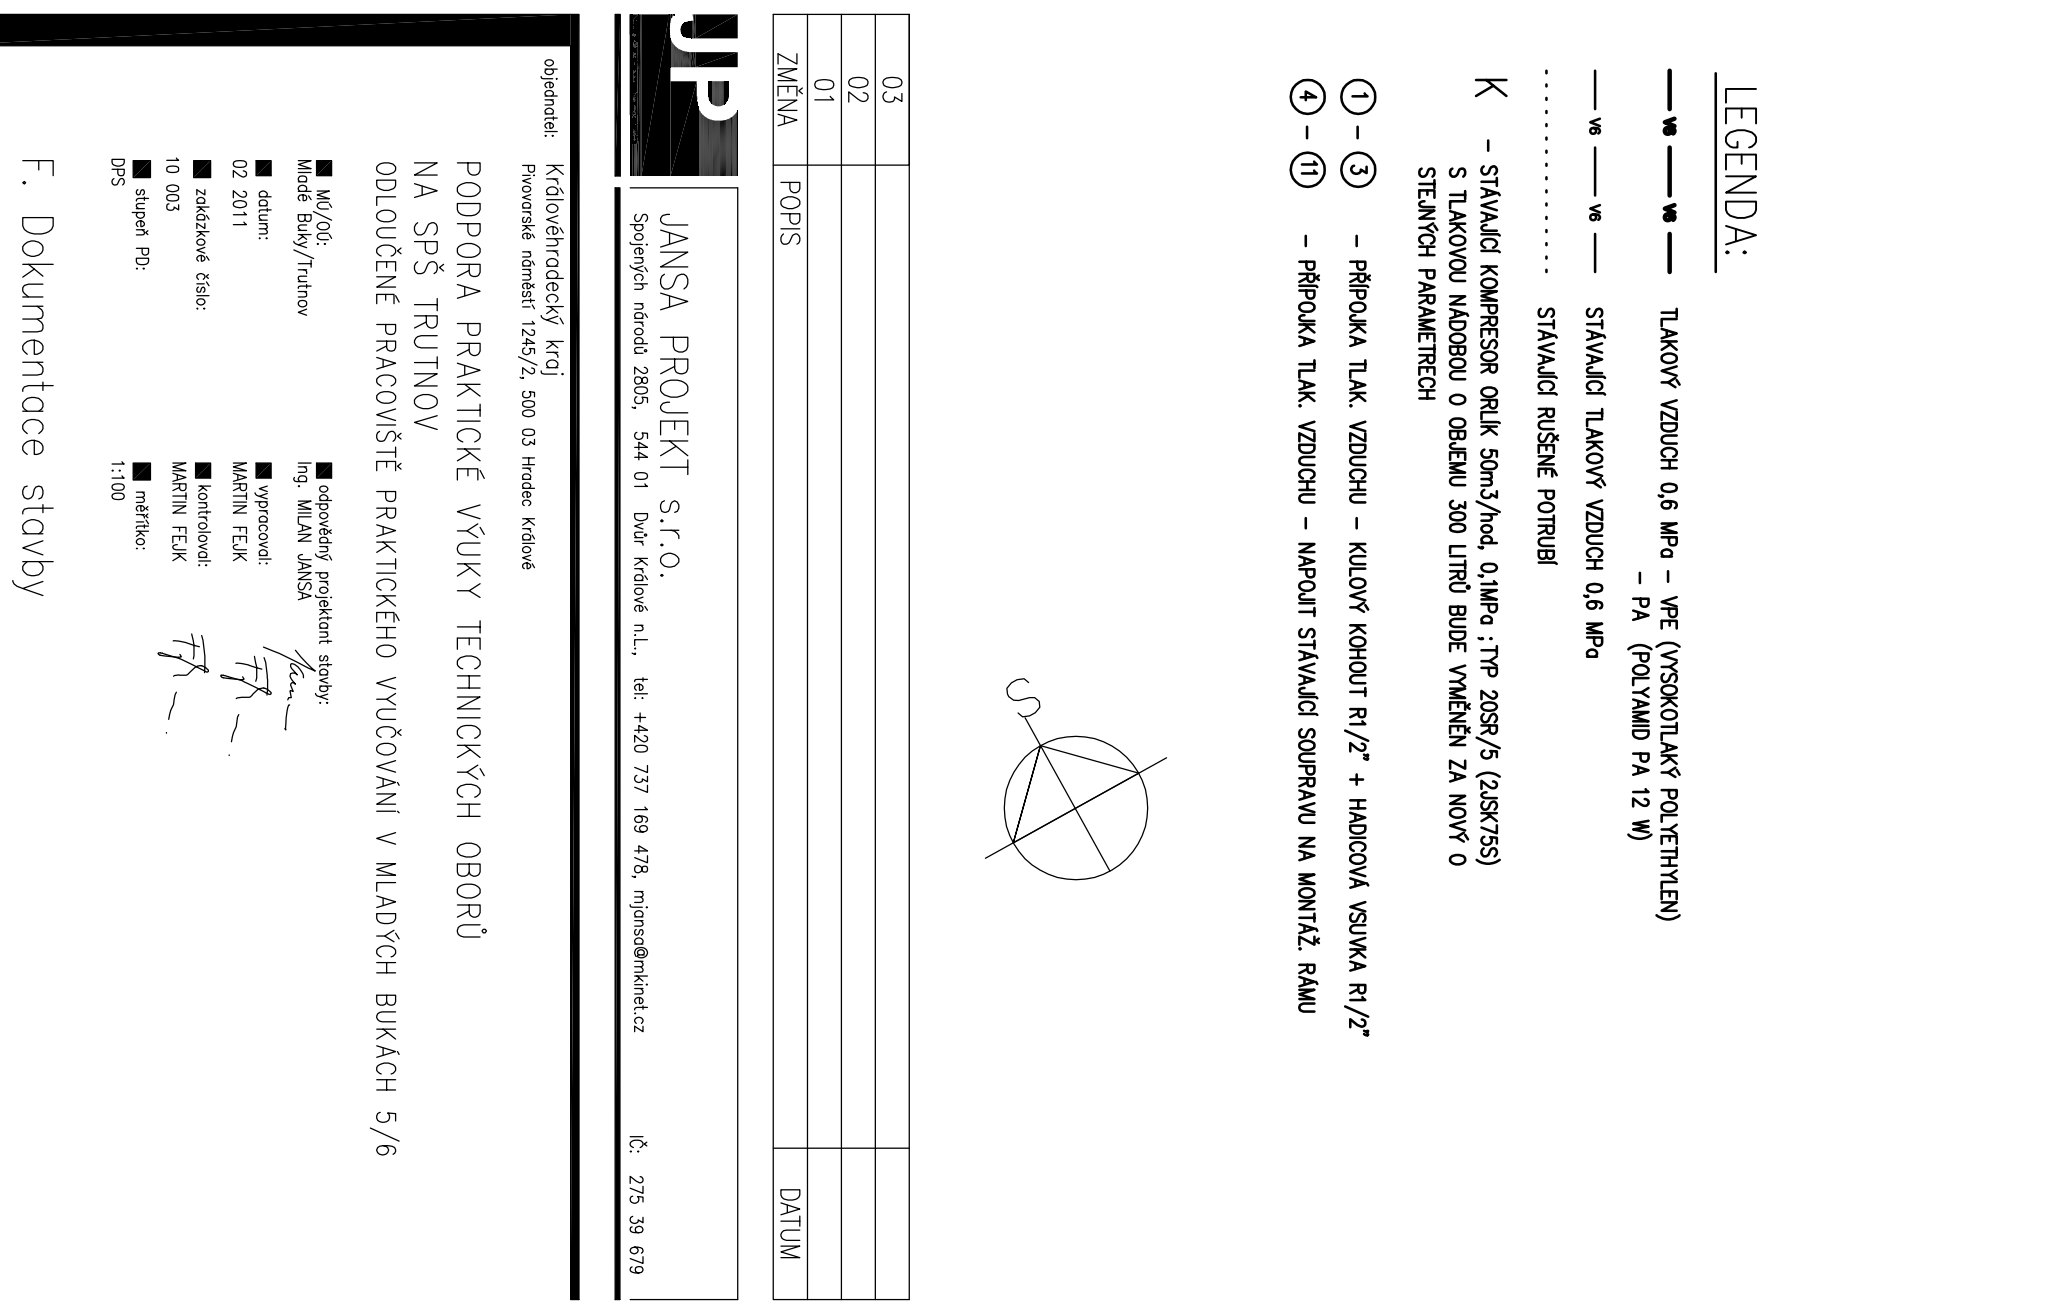 LEGENDA:
V6 V6 TLAKOVÝ VZDUCH 0,6 MPa – VPE (VYSOKOTLAKÝ POLYETHYLEN)
– PA (POLYAMID PA 12 W)
V6 V6 STÁVAJÍCÍ TLAKOVÝ VZDUCH 0,6 MPa
STÁVAJÍCÍ RUŠENÉ POTRUBÍ
K – STÁVAJÍCÍ KOMPRESOR ORLÍK 50m3/hod, 0,1MPa ; TYP 20SR/5 (2JSK75S)
S TLAKOVOU NÁDOBOU O OBJEMU 300 LITRŮ BUDE VYMĚNĚN ZA NOVÝ O
STEJNÝCH PARAMETRECH
1 – 3 – PŘÍPOJKA TLAK. VZDUCHU – KULOVÝ KOHOUT R1/2" + HADICOVÁ VSUVKA R1/2"
4 – 11 – PŘÍPOJKA TLAK. VZDUCHU – NAPOJIT STÁVAJÍCÍ SOUPRAVU NA MONTÁŽ. RÁMU
S
03
02
01
ZMĚNA POPIS DATUM
JP
JANSA PROJEKT s.r.o.
Spojených národů 2805, 544 01 Dvůr Králové n.L., tel: +420 737 169 478, mjansa@mkinet.cz IČ: 275 39 679
objednatel: Královéhradecký kraj
Pivovarské náměstí 1245/2, 500 03 Hradec Králové
PODPORA PRAKTICKÉ VÝUKY TECHNICKÝCH OBORŮ
NA SPŠ TRUTNOV
ODLOUČENÉ PRACOVIŠTĚ PRAKTICKÉHO VYUČOVÁNÍ V MLADÝCH BUKÁCH 5/6
MÚ/OÚ: odpovědný projektant stavby:
Mladé Buky/Trutnov Ing. MILAN JANSA
datum: vypracoval:
02 2011 MARTIN FEJK
zakázkové číslo: kontroloval:
10 003 MARTIN FEJK
stupeň PD: měřítko:
DPS 1:100
F. Dokumentace stavby